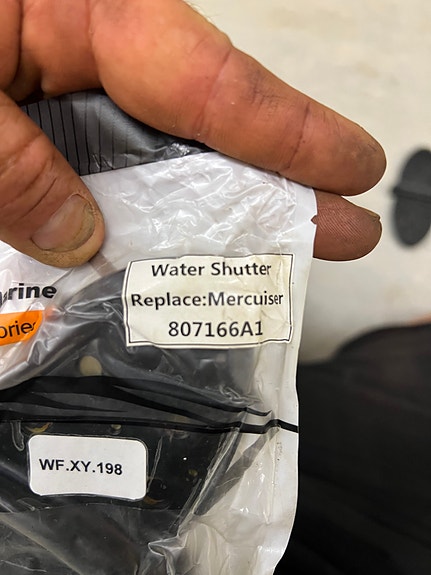 Water Shutter
Replace:Mercuiser
807166A1
WF.XY.198